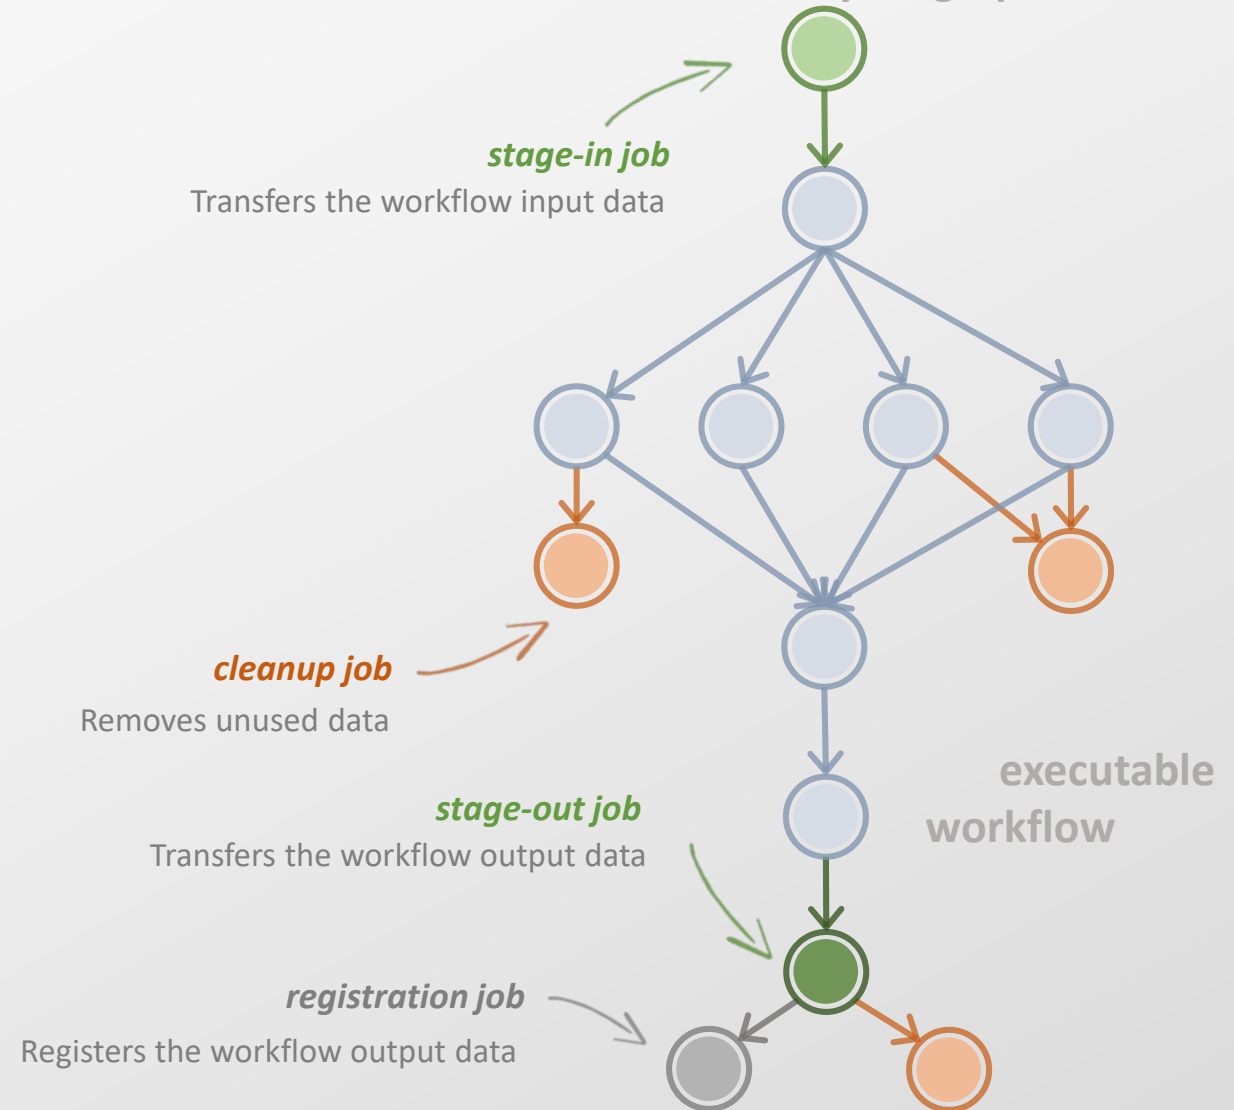 stage-in job
Transfers the workflow input data
cleanup job
Removes unused data
executable
workflow
stage-out job
Transfers the workflow output data
registration job
Registers the workflow output data